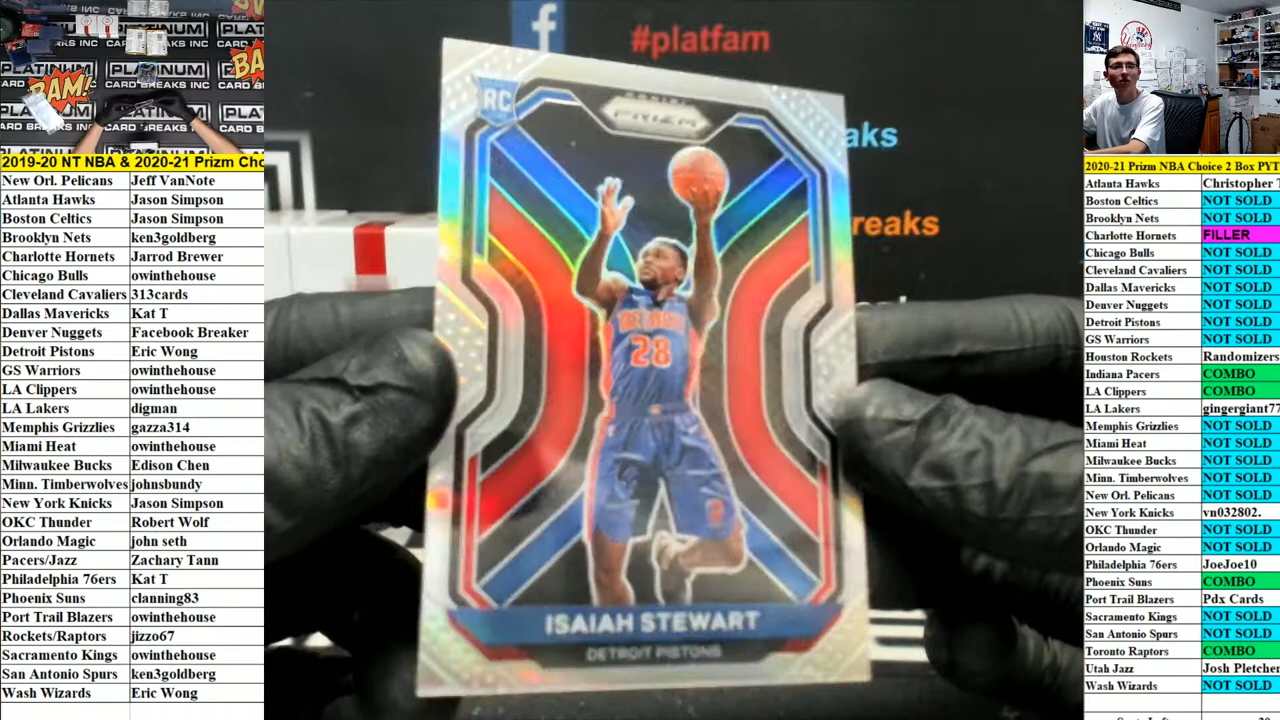 #platfam
aks
reaks
PLATINUM
CARD BREAKS INC
BAM!
RC
PRIZM
DETROIT
28
ISAIAH STEWART
DETROIT PISTONS
2019-20 NT NBA & 2020-21 Prizm Cho
New Orl. Pelicans Jeff VanNote
Atlanta Hawks Jason Simpson
Boston Celtics Jason Simpson
Brooklyn Nets ken3goldberg
Charlotte Hornets Jarrod Brewer
Chicago Bulls owinthehouse
Cleveland Cavaliers 313cards
Dallas Mavericks Kat T
Denver Nuggets Facebook Breaker
Detroit Pistons Eric Wong
GS Warriors owinthehouse
LA Clippers owinthehouse
LA Lakers digman
Memphis Grizzlies gazza314
Miami Heat owinthehouse
Milwaukee Bucks Edison Chen
Minn. Timberwolves johnsbundy
New York Knicks Jason Simpson
OKC Thunder Robert Wolf
Orlando Magic john seth
Pacers/Jazz Zachary Tann
Philadelphia 76ers Kat T
Phoenix Suns clanning83
Port Trail Blazers owinthehouse
Rockets/Raptors jizzo67
Sacramento Kings owinthehouse
San Antonio Spurs ken3goldberg
Wash Wizards Eric Wong
2020-21 Prizm NBA Choice 2 Box PYT
Atlanta Hawks Christopher T
Boston Celtics NOT SOLD
Brooklyn Nets NOT SOLD
Charlotte Hornets FILLER
Chicago Bulls NOT SOLD
Cleveland Cavaliers NOT SOLD
Dallas Mavericks NOT SOLD
Denver Nuggets NOT SOLD
Detroit Pistons NOT SOLD
GS Warriors NOT SOLD
Houston Rockets Randomizers
Indiana Pacers COMBO
LA Clippers COMBO
LA Lakers gingergiant77
Memphis Grizzlies NOT SOLD
Miami Heat NOT SOLD
Milwaukee Bucks NOT SOLD
Minn. Timberwolves NOT SOLD
New Orl. Pelicans NOT SOLD
New York Knicks vn032802.
OKC Thunder NOT SOLD
Orlando Magic NOT SOLD
Philadelphia 76ers JoeJoe10
Phoenix Suns COMBO
Port Trail Blazers Pdx Cards
Sacramento Kings NOT SOLD
San Antonio Spurs NOT SOLD
Toronto Raptors COMBO
Utah Jazz Josh Pletcher
Wash Wizards NOT SOLD